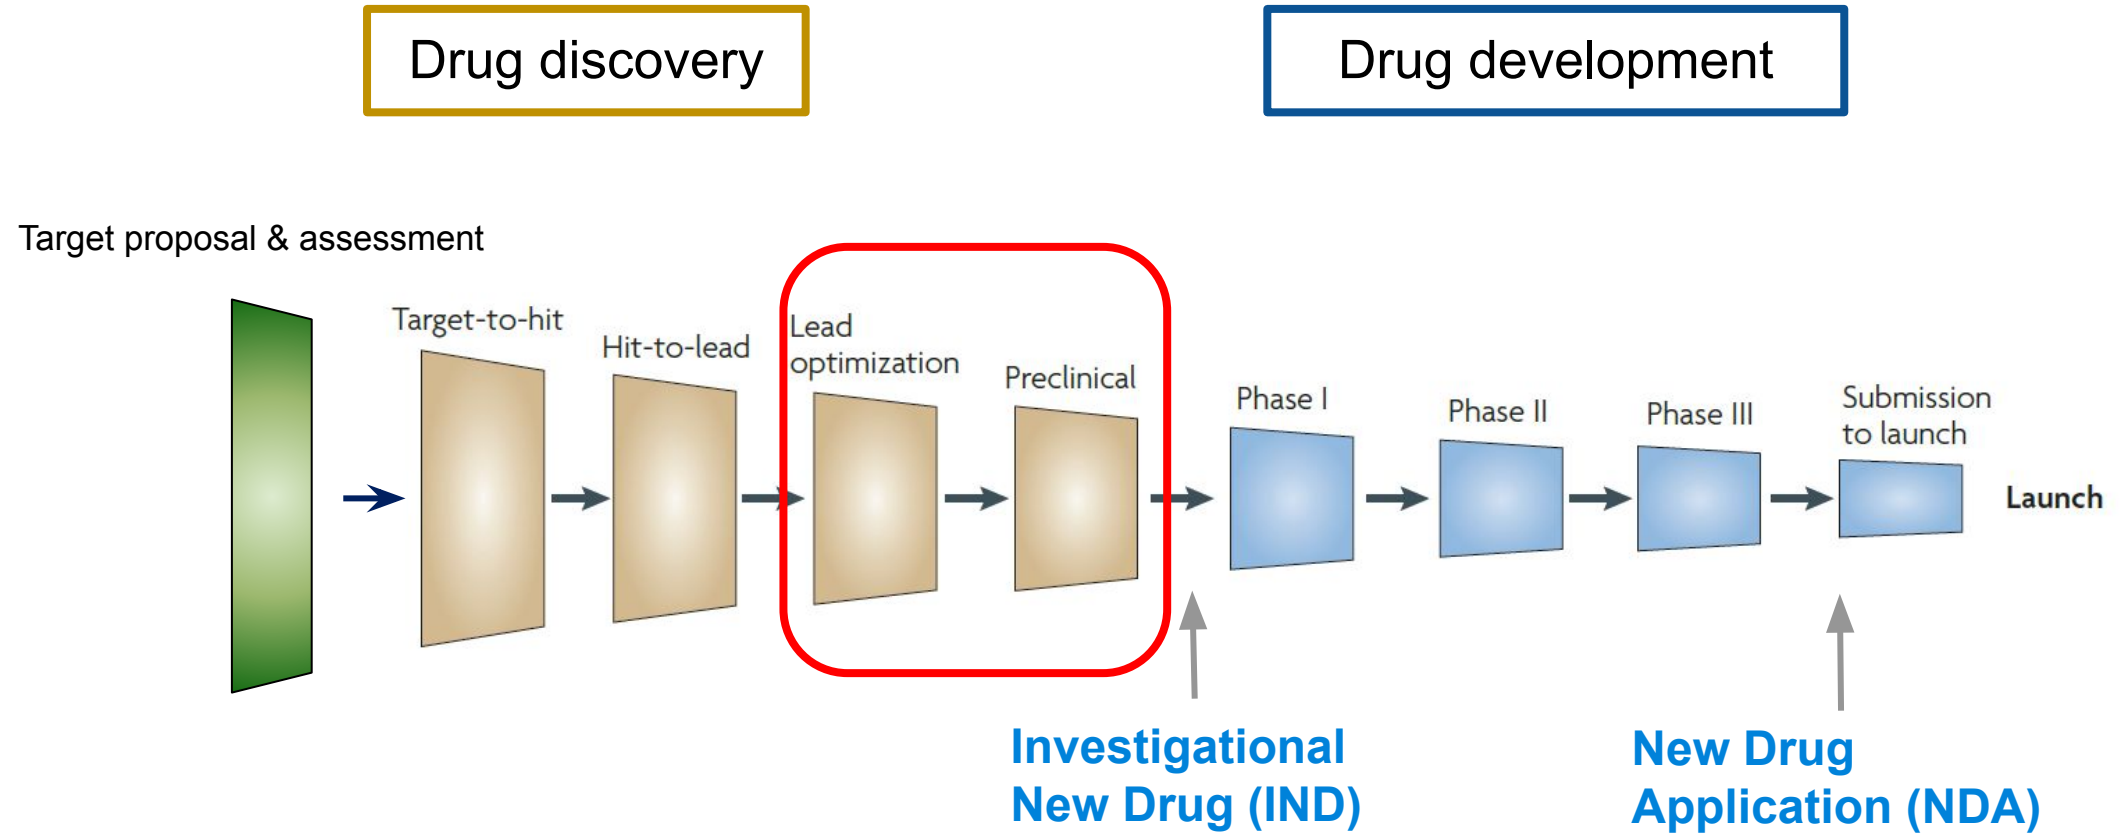 Drug discovery
Drug development
Target proposal & assessment
Target-to-hit
Hit-to-lead
Lead
optimization
Preclinical
Phase I
Phase II
Phase III
Submission
to launch
Launch
Investigational
New Drug (IND)
New Drug
Application (NDA)